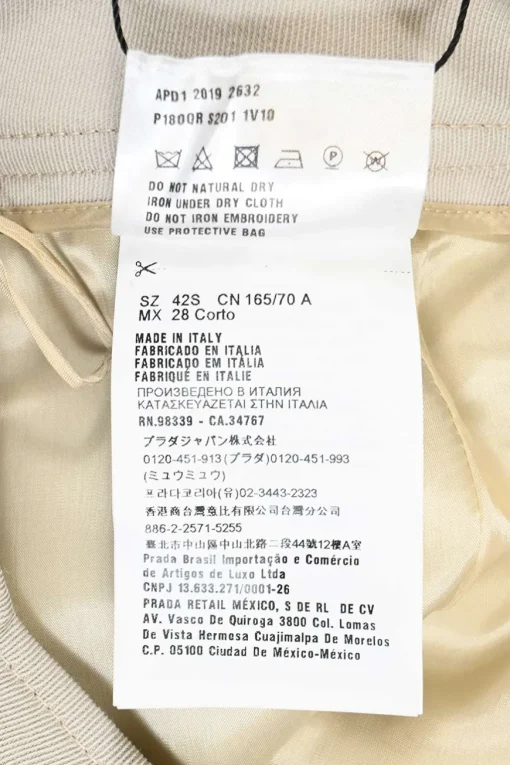 APD1 2019 2632
P180QR S201 1V10
P
DO NOT NATURAL DRY
IRON UNDER DRY CLOTH
DO NOT IRON EMBROIDERY
USE PROTECTIVE BAG
SZ 42S CN 165/70 A
MX 28 Corto
MADE IN ITALY
FABRICADO EN ITALIA
FABRICADO EM ITÁLIA
FABRIQUÉ EN ITALIE
ПРОИЗВЕДЕНО В ИТАЛИЯ
ΚΑΤΑΣΚΕΥΑΖΕΤΑΙ ΣΤΗΝ ΙΤΑΛΙΑ
RN.98339 - CA.34767
プラダジャパン株式会社
0120-451-913(プラダ)0120-451-993
(ミュウミュウ)
프라다코리아(유)02-3443-2323
香港商台灣意比有限公司台灣分公司
886-2-2571-5255
臺北市中山區中山北路二段44號12樓A室
Prada Brasil Importação e Comércio
de Artigos de Luxo Ltda
CNPJ 13.633.271/0001-26
PRADA RETAIL MÉXICO, S DE RL DE CV
AV. Vasco De Quiroga 3800 Col. Lomas
De Vista Hermosa Cuajimalpa De Morelos
C.P. 05100 Ciudad De México-México